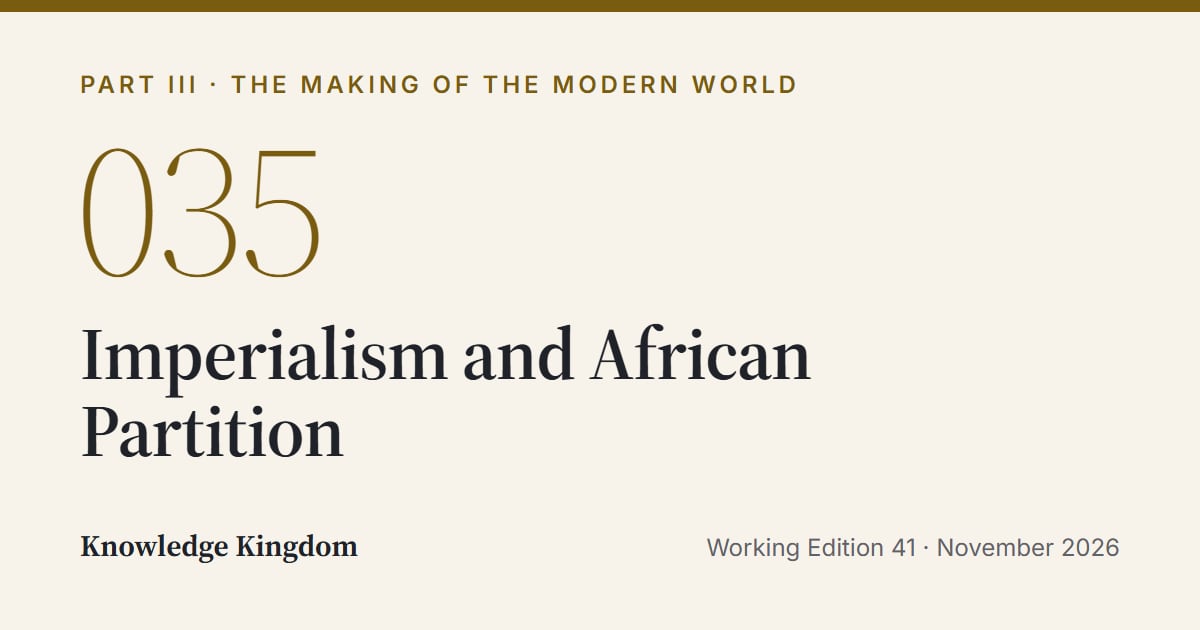 PART III · THE MAKING OF THE MODERN WORLD
035
Imperialism and African
Partition
Knowledge Kingdom
Working Edition 41 · November 2026